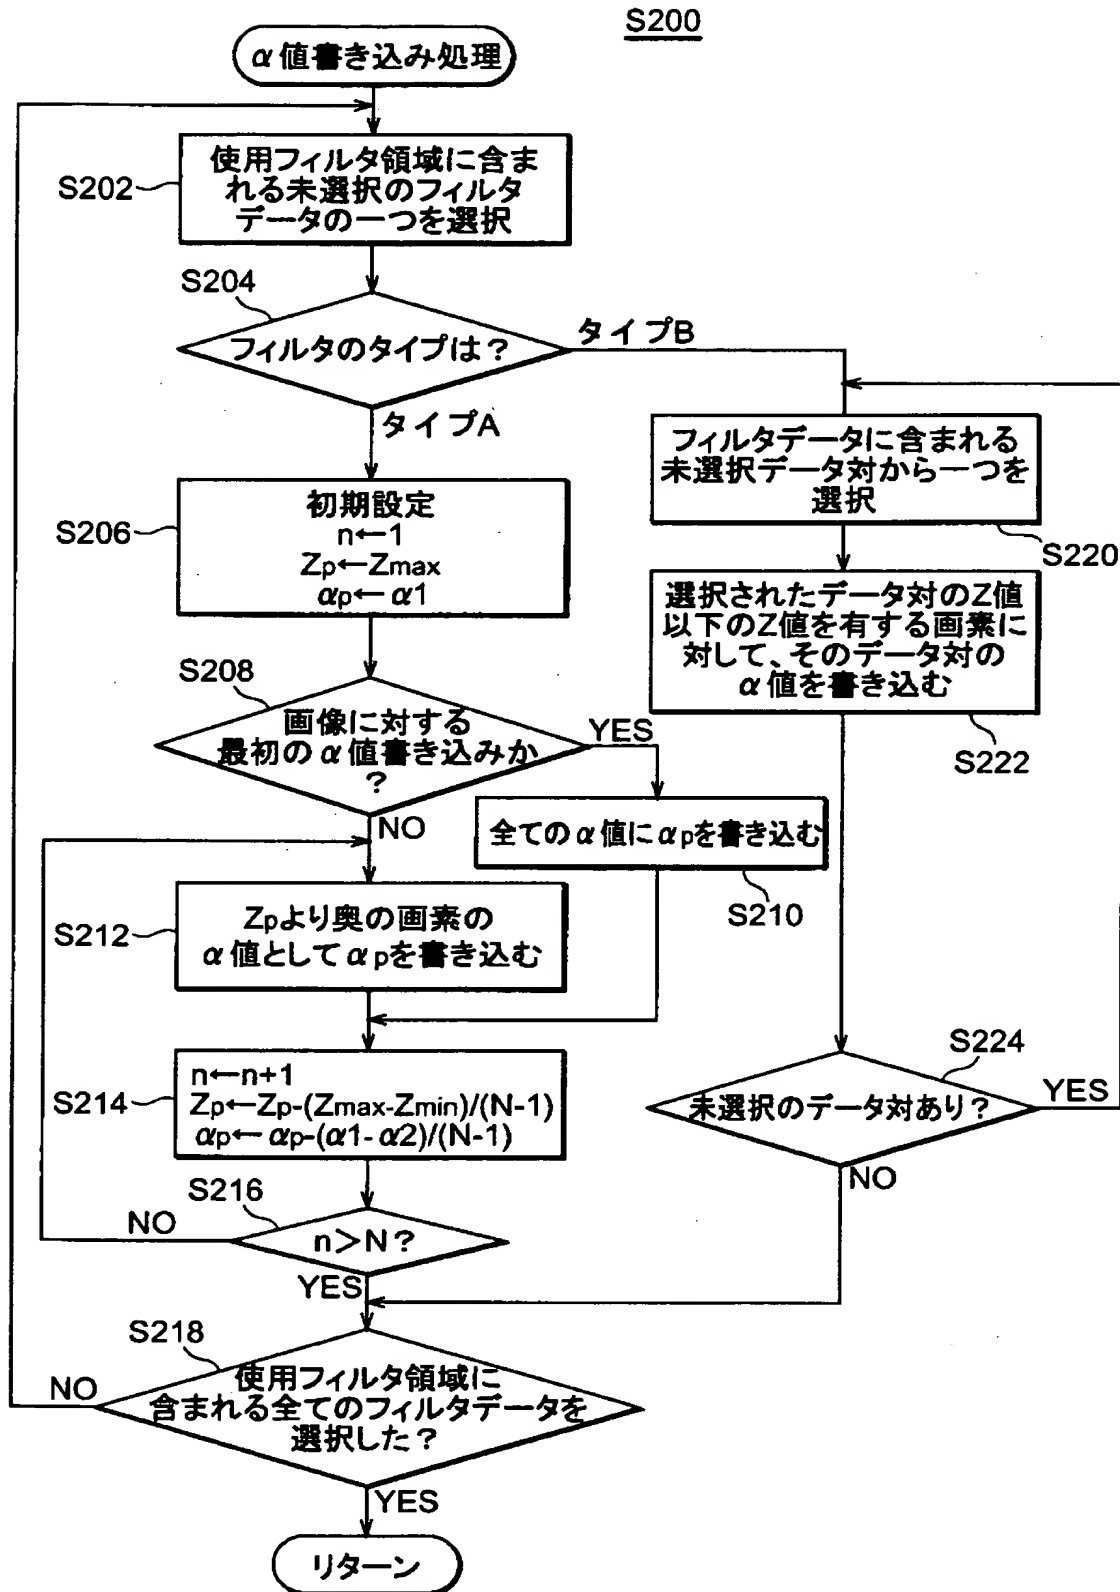 S200
α値書き込み処理
S202
使用フィルタ領域に含ま
れる未選択のフィルタ
データの一つを選択
S204
フィルタのタイプは?
タイプB
タイプA
S206
初期設定
n←1
Zp←Zmax
αp←α1
S208
画像に対する
最初のα値書き込みか
?
YES
NO
全てのα値にαpを書き込む
S210
S212
Zpより奥の画素の
α値としてαpを書き込む
S214
n←n+1
Zp←Zp-(Zmax-Zmin)/(N-1)
αp←αp-(α1-α2)/(N-1)
S216
n>N?
NO
YES
フィルタデータに含まれる
未選択データ対から一つを
選択
S220
選択されたデータ対のZ値
以下のZ値を有する画素に
対して、そのデータ対の
α値を書き込む
S222
S224
未選択のデータ対あり?
YES
NO
S218
使用フィルタ領域に
含まれる全てのフィルタデータを
選択した?
NO
YES
リターン